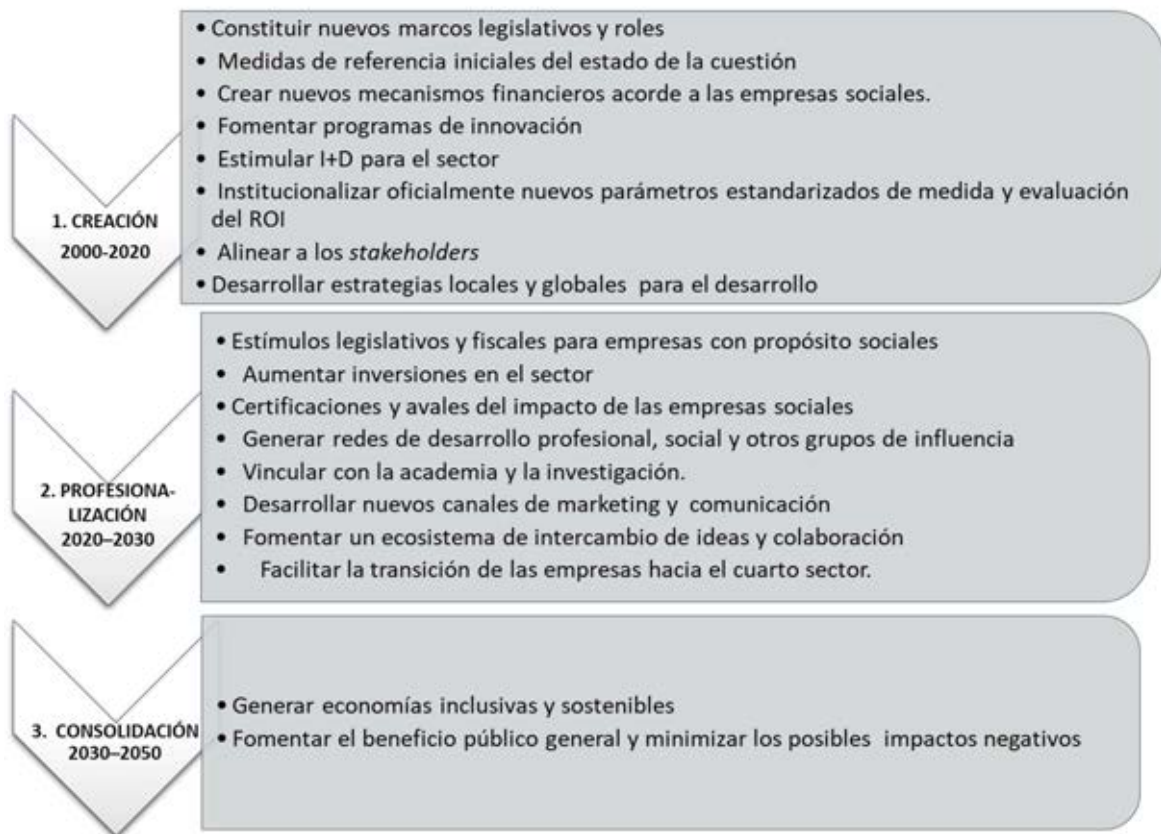 • Constituir nuevos marcos legislativos y roles
• Medidas de referencia iniciales del estado de la cuestión
• Crear nuevos mecanismos financieros acorde a las empresas sociales.
• Fomentar programas de innovación
• Estimular I+D para el sector
• Institucionalizar oficialmente nuevos parámetros estandarizados de medida y evaluación
del ROI
• Alinear a los stakeholders
• Desarrollar estrategias locales y globales para el desarrollo
1. CREACIÓN
2000-2020
• Estímulos legislativos y fiscales para empresas con propósito sociales
• Aumentar inversiones en el sector
• Certificaciones y avales del impacto de las empresas sociales
• Generar redes de desarrollo profesional, social y otros grupos de influencia
• Vincular con la academia y la investigación.
• Desarrollar nuevos canales de marketing y comunicación
• Fomentar un ecosistema de intercambio de ideas y colaboración
• Facilitar la transición de las empresas hacia el cuarto sector.
2. PROFESIONA-
LIZACIÓN
2020–2030
• Generar economías inclusivas y sostenibles
• Fomentar el beneficio público general y minimizar los posibles impactos negativos
3. CONSOLIDACIÓN
2030–2050